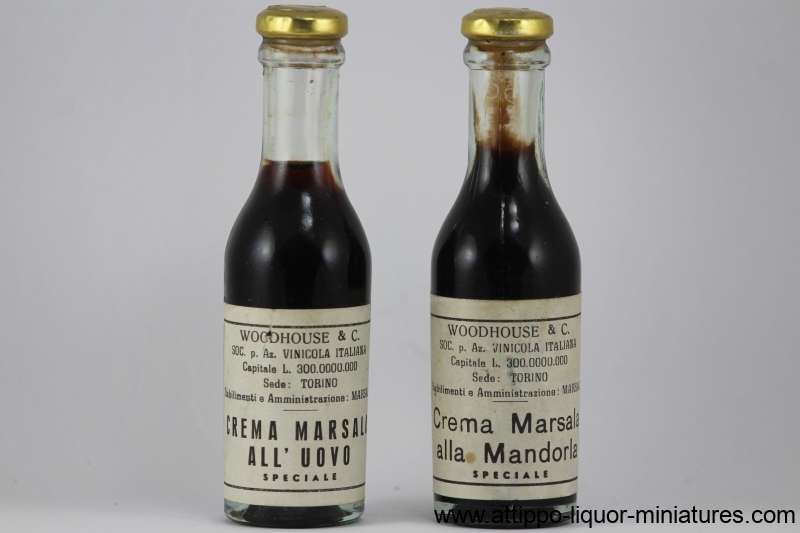 WOODHOUSE & C.
SOC. p. Az. VINICOLA ITALIANA
Capitale L. 300.0000.000
Sede: TORINO
e Amministrazione:
CREMA MARSALA
ALL' UOVO
SPECIALE
WOODHOUSE & C.
SOC. p. Az. VINICOLA ITALIANA
Capitale L. 300.0000.000
Sede: TORINO
e Amministrazione:
Crema Marsala
alla Mandorla
SPECIALE
www.attippo-liquor-miniatures.com